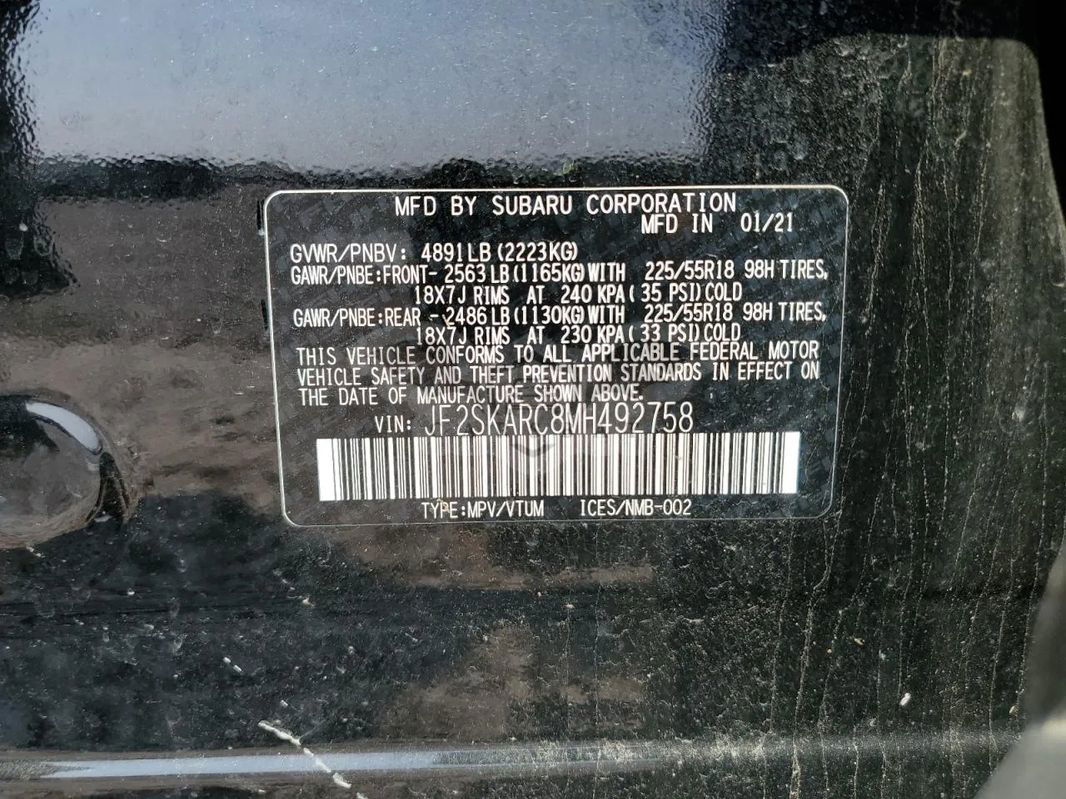 MFD BY SUBARU CORPORATION
MFD IN 01/21
GVWR/PNBV: 4891LB (2223KG)
GAWR/PNBE:FRONT- 2563 LB (1165KG) WITH 225/55R18 98H TIRES,
18X7J RIMS AT 240 KPA ( 35 PSI) COLD
GAWR/PNBE:REAR - 2486 LB (1130KG) WITH 225/55R18 98H TIRES,
18X7J RIMS AT 230 KPA ( 33 PSI) COLD
THIS VEHICLE CONFORMS TO ALL APPLICABLE FEDERAL MOTOR
VEHICLE SAFETY AND THEFT PREVENTION STANDARDS IN EFFECT ON
THE DATE OF MANUFACTURE SHOWN ABOVE.
VIN: JF2SKARC8MH492758
TYPE:MPV/VTUM ICES/NMB-002